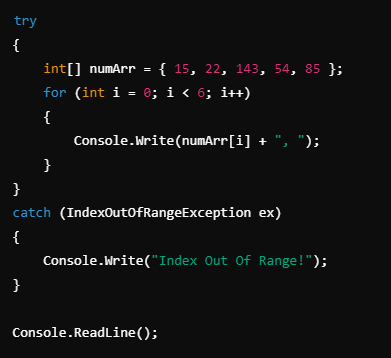 try
{
    int[] numArr = { 15, 22, 143, 54, 85 };
    for (int i = 0; i < 6; i++)
    {
        Console.Write(numArr[i] + ", ");
    }
}
catch (IndexOutOfRangeException ex)
{
    Console.Write("Index Out Of Range!");
}

Console.ReadLine();